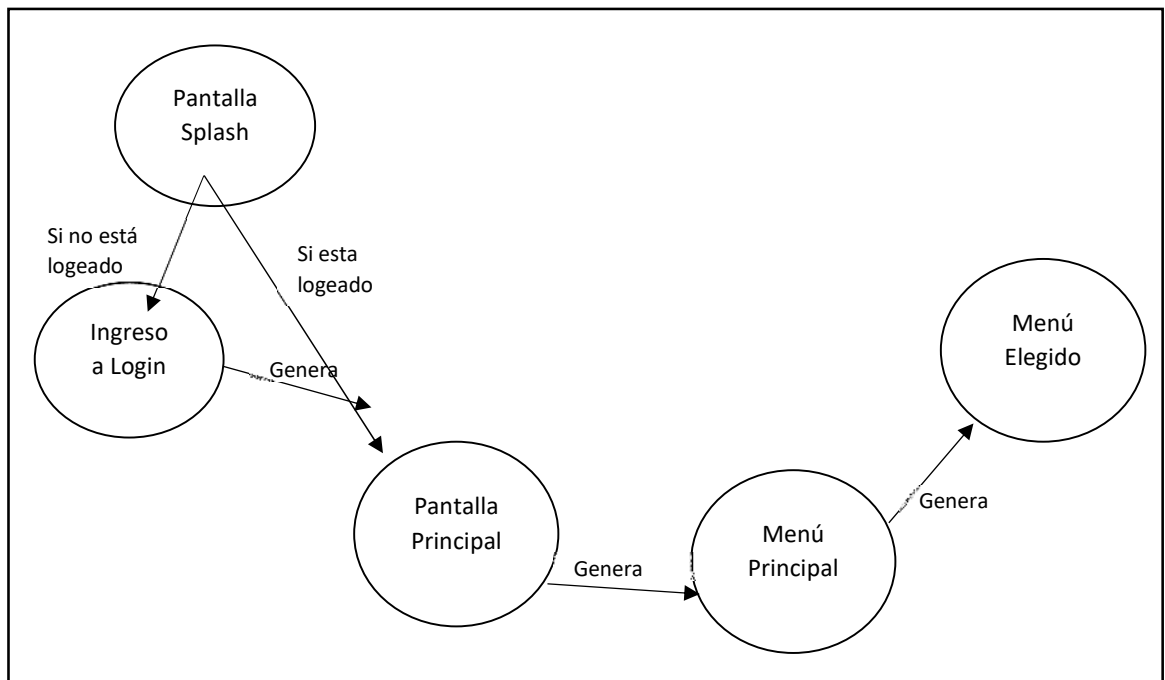 Pantalla
Splash
Si no está
logeado
Si esta
logeado
Ingreso
a Login
Genera
Menú
Elegido
Pantalla
Principal
Genera
Menú
Principal
Genera